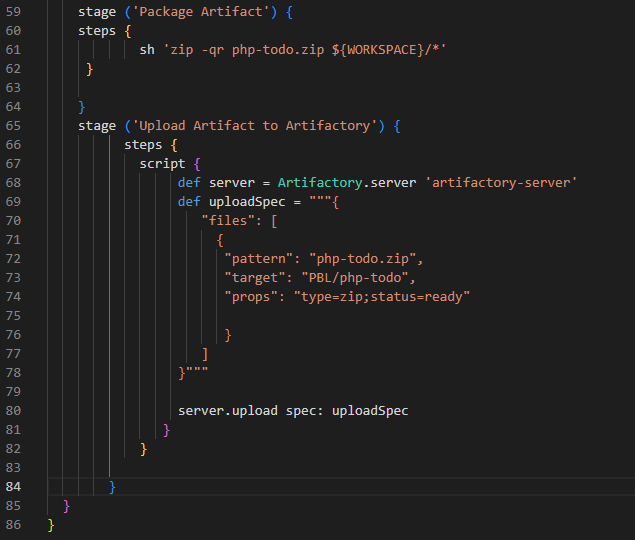 59 stage ('Package Artifact') {
60 steps {
61 sh 'zip -qr php-todo.zip ${WORKSPACE}/*'
62 }
63
64 }
65 stage ('Upload Artifact to Artifactory') {
66 steps {
67 script {
68 def server = Artifactory.server 'artifactory-server'
69 def uploadSpec = """{
70 "files": [
71 {
72 "pattern": "php-todo.zip",
73 "target": "PBL/php-todo",
74 "props": "type=zip;status=ready"
75
76 }
77 ]
78 }"""
79
80 server.upload spec: uploadSpec
81 }
82 }
83
84 }
85 }
86 }